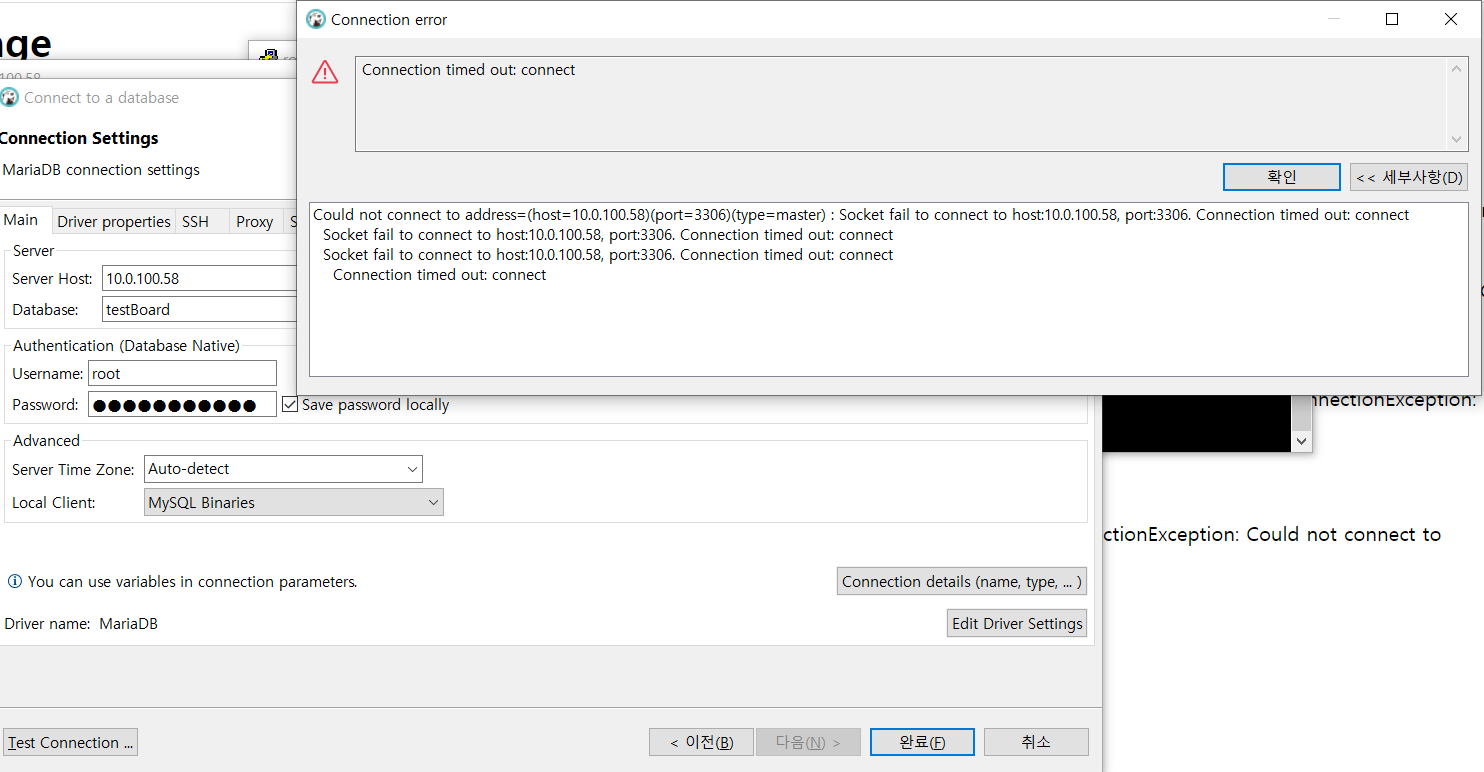 Connection error
Connection timed out: connect
확인
<< 세부사항(D)
Could not connect to address=(host=10.0.100.58)(port=3306)(type=master) : Socket fail to connect to host:10.0.100.58, port:3306. Connection timed out: connect
Socket fail to connect to host:10.0.100.58, port:3306. Connection timed out: connect
Socket fail to connect to host:10.0.100.58, port:3306. Connection timed out: connect
Connection timed out: connect
Connect to a database
Connection Settings
MariaDB connection settings
Main
Driver properties
SSH
Proxy
Server
Server Host: 10.0.100.58
Database: testBoard
Authentication (Database Native)
Username: root
Password: ●●●●●●●●●●●
Save password locally
Advanced
Server Time Zone: Auto-detect
Local Client: MySQL Binaries
You can use variables in connection parameters.
Connection details (name, type, ... )
Driver name: MariaDB
Edit Driver Settings
Test Connection ...
< 이전(B)
다음(N) >
완료(F)
취소
nnectionException:
ctionException: Could not connect to